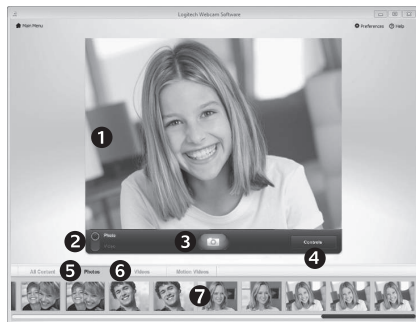 Logitech Webcam Software
Main Menu
Preferences Help
1
2 Photo
Video
3
Controls
4
All Content 5 Photos 6 Videos Motion Videos
7